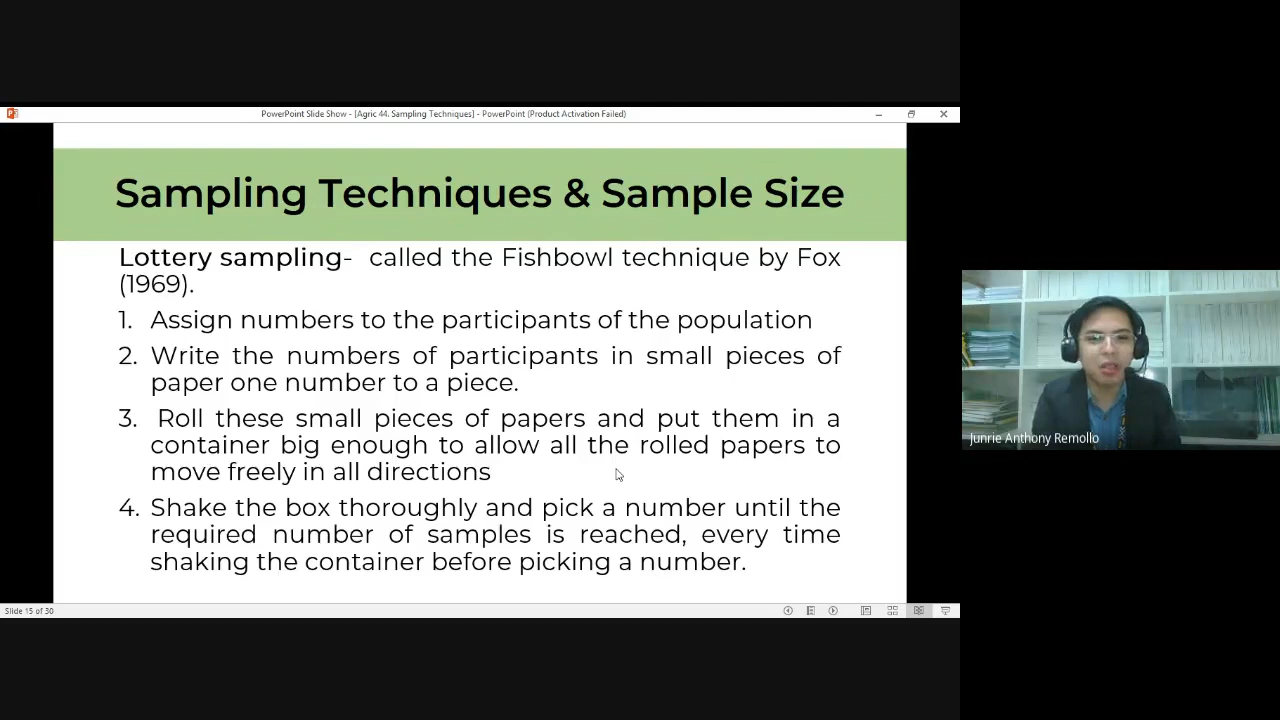 PowerPoint Slide Show - [Agric 44. Sampling Techniques] - PowerPoint (Product Activation Failed)
Sampling Techniques & Sample Size
Lottery sampling- called the Fishbowl technique by Fox
(1969).
1. Assign numbers to the participants of the population
2. Write the numbers of participants in small pieces of
paper one number to a piece.
3. Roll these small pieces of papers and put them in a
container big enough to allow all the rolled papers to
move freely in all directions
4. Shake the box thoroughly and pick a number until the
required number of samples is reached, every time
shaking the container before picking a number.
Junrie Anthony Remollo
Slide 15 of 30